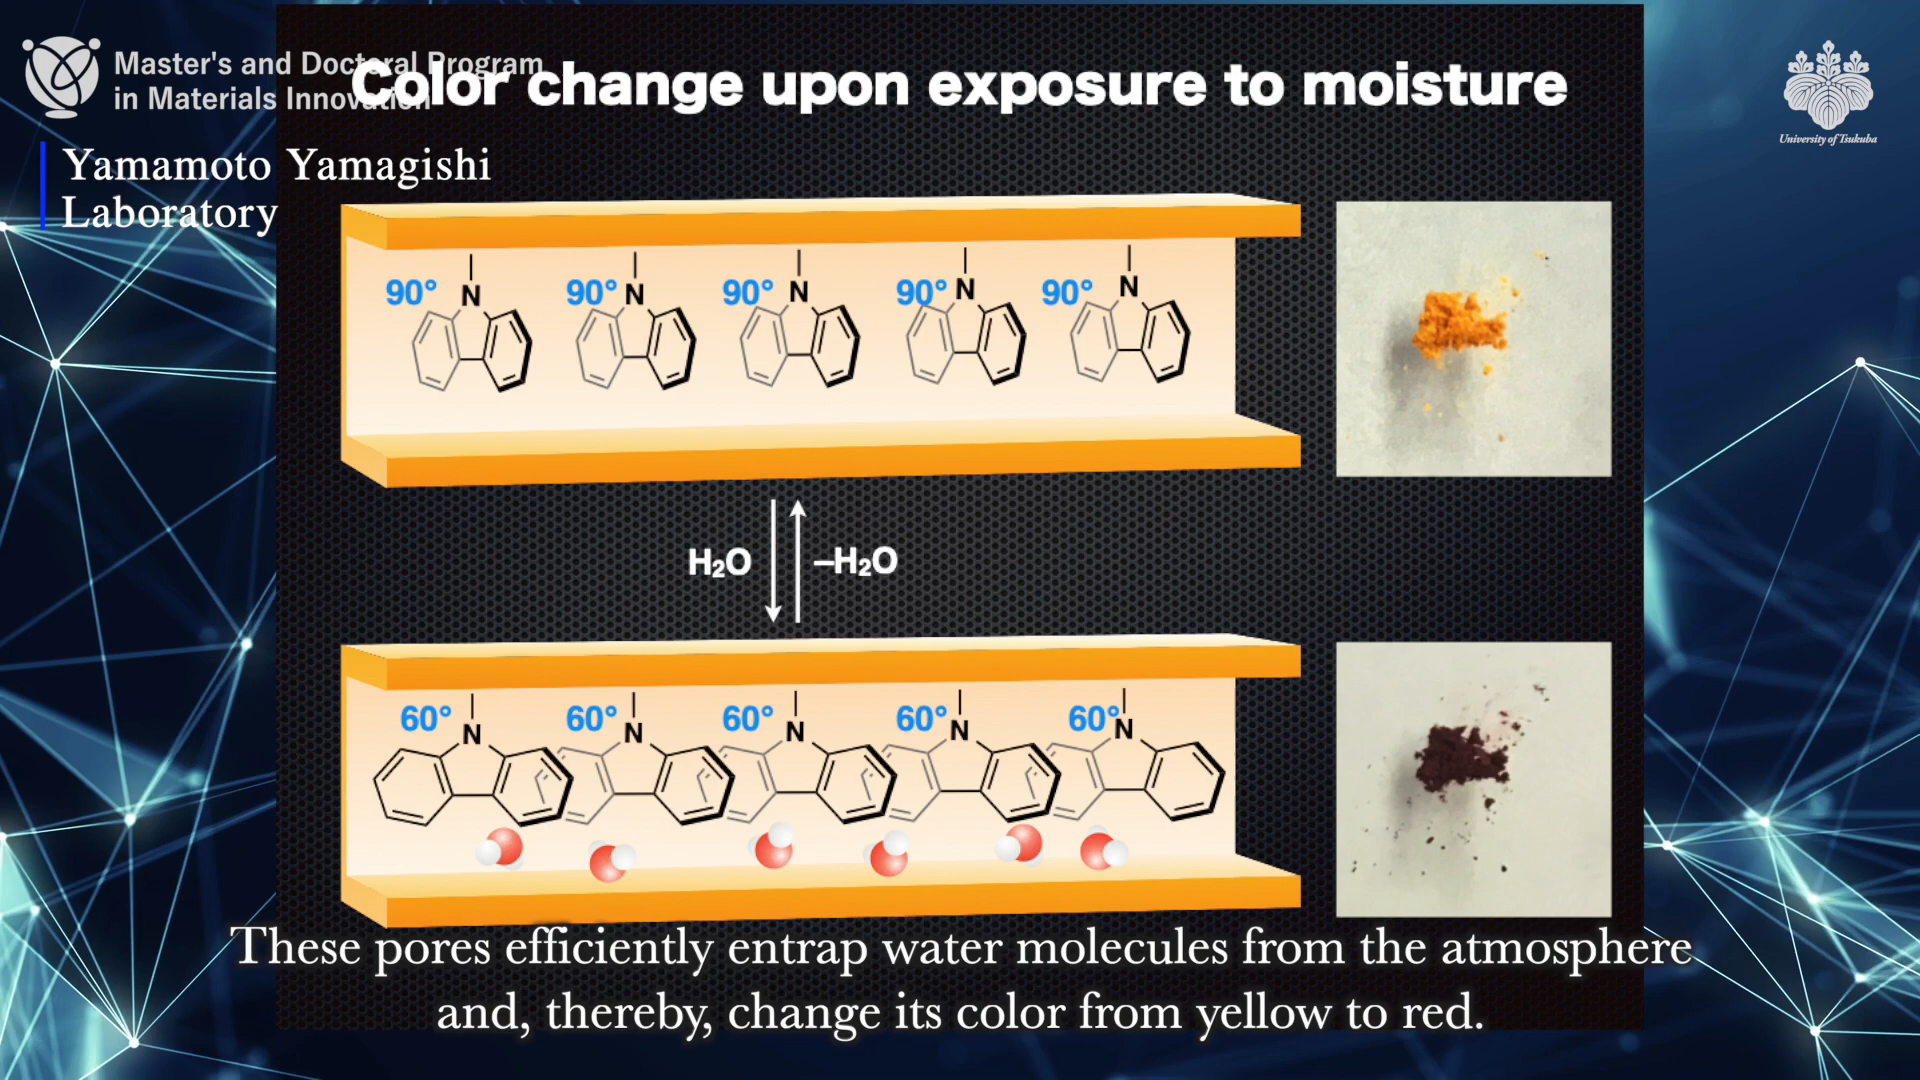 Master's and Doctoral Program
in Materials Innovation
Color change upon exposure to moisture
University of Tsukuba
Yamamoto Yamagishi
Laboratory
90° N 90° N 90° N 90° N 90° N
H₂O –H₂O
60° N 60° N 60° N 60° N 60° N
These pores efficiently entrap water molecules from the atmosphere
and, thereby, change its color from yellow to red.